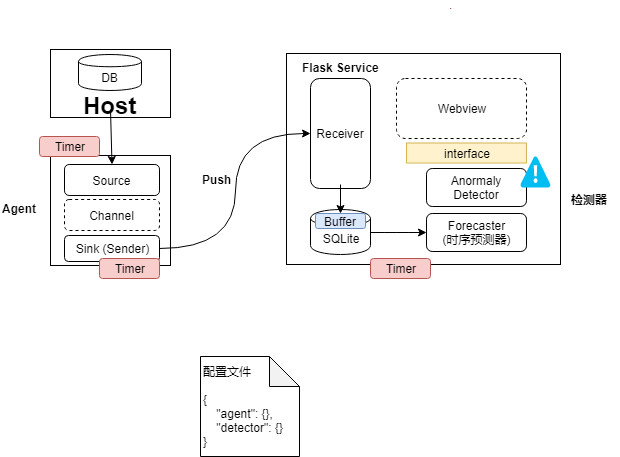 DB
Host
Timer
Source
Channel
Sink (Sender)
Timer
Agent
Push
Flask Service
Receiver
Buffer
SQLite
Webview
interface
Anormaly
Detector
Forecaster
(时序预测器)
Timer
检测器
配置文件
{
"agent": {},
"detector": {}
}